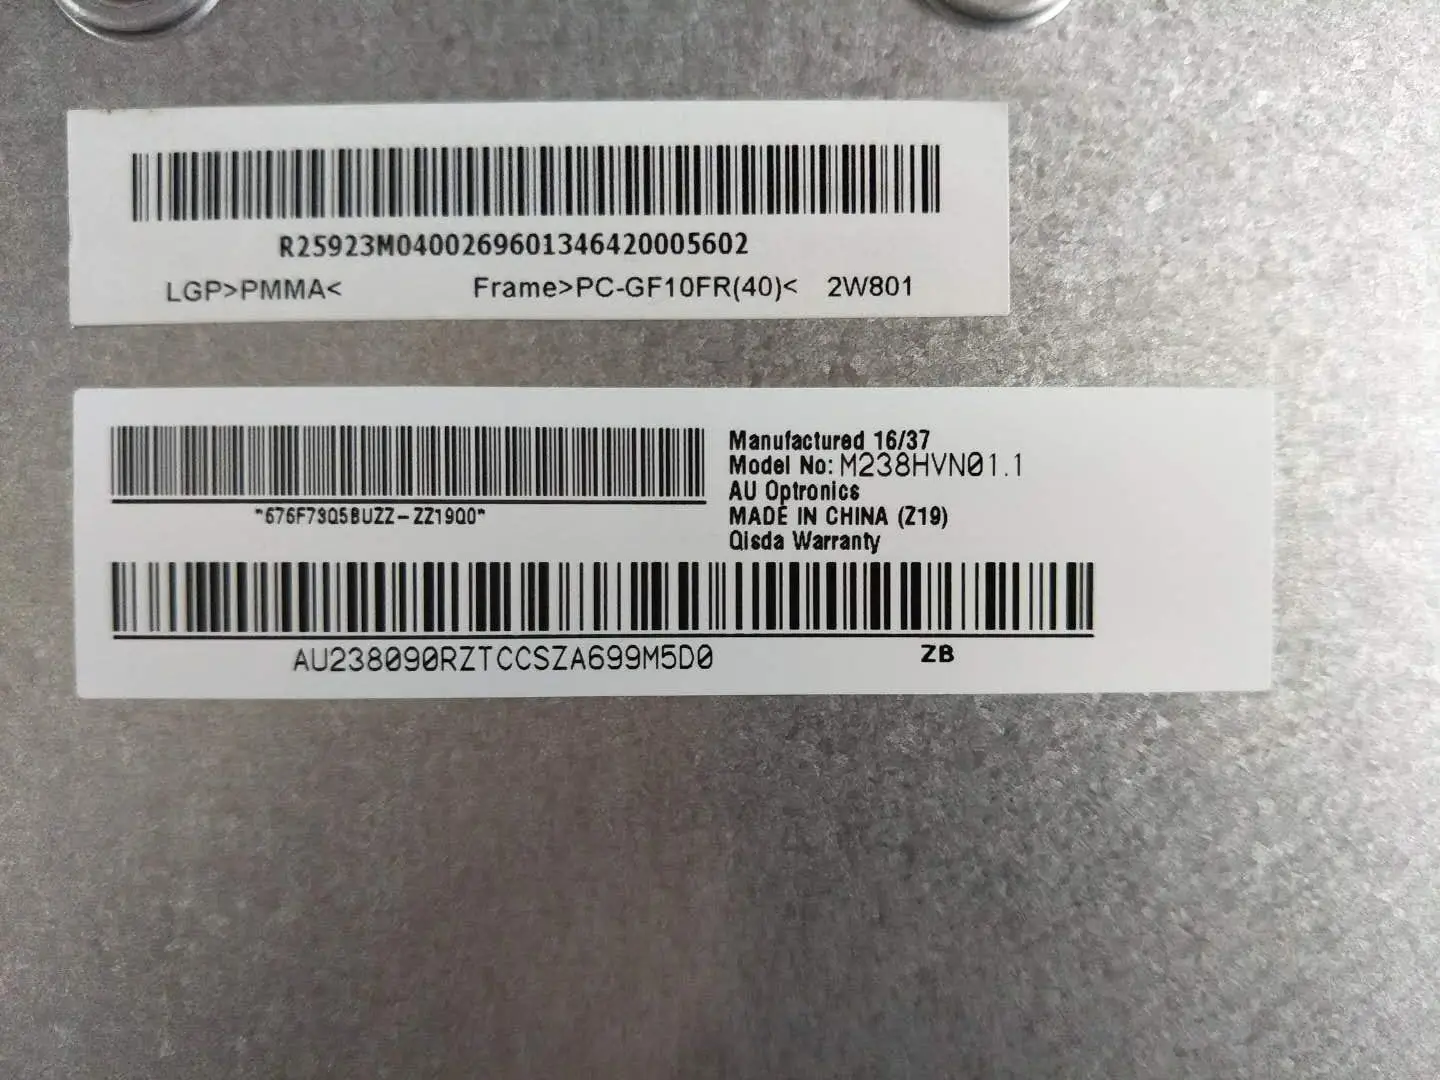 R25923M0400269601346420005602
LGP>PMMA< Frame>PC-GF10FR(40)< 2W801
Manufactured 16/37
Model No: M238HVN01.1
AU Optronics
MADE IN CHINA (Z19)
Qisda Warranty
"676F73Q5BUZZ-ZZ19Q0"
AU238090RZTCCSZA699M5D0 ZB